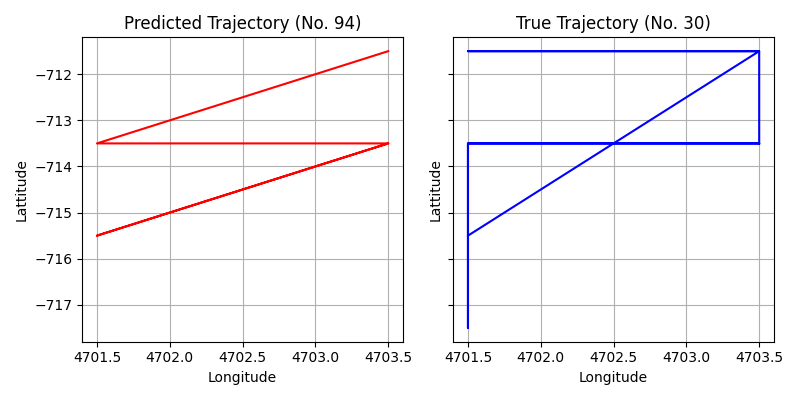 Predicted Trajectory (No. 94)
True Trajectory (No. 30)
Lattitude
−712
−713
−714
−715
−716
−717
4701.5 4702.0 4702.5 4703.0 4703.5
Longitude
Lattitude
4701.5 4702.0 4702.5 4703.0 4703.5
Longitude